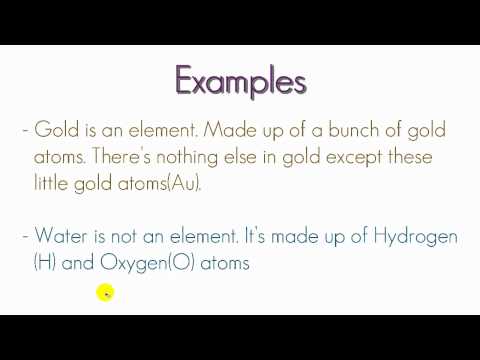 Examples
- Gold is an element. Made up of a bunch of gold
atoms. There's nothing else in gold except these
little gold atoms(Au).
- Water is not an element. It's made up of Hydrogen
(H) and Oxygen(O) atoms